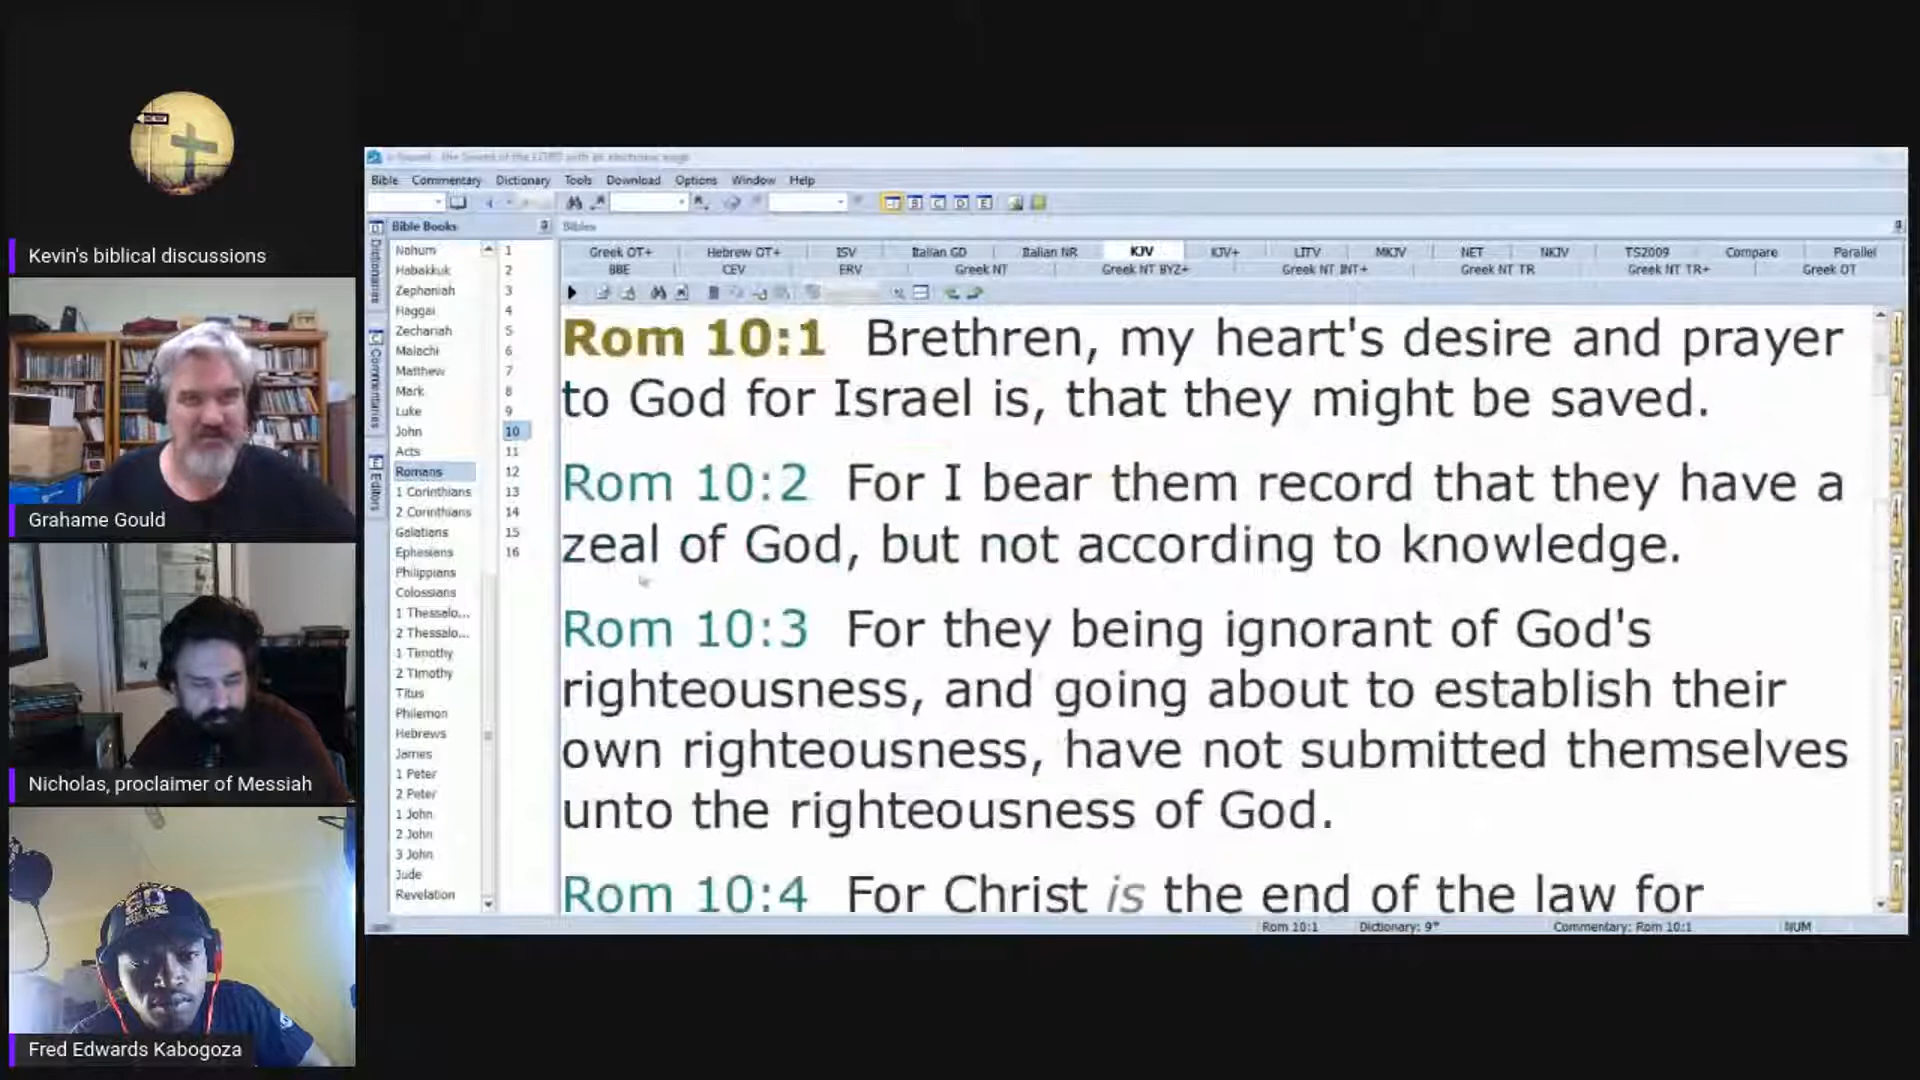 Kevin's biblical discussions
Grahame Gould
Nicholas, proclaimer of Messiah
Fred Edwards Kabogoza
Bible Commentary Dictionary Tools Download Options Window Help
Bible Books
Nahum
Habakkuk
Zephaniah
Haggai
Zechariah
Malachi
Matthew
Mark
Luke
John
Acts
Romans
1 Corinthians
2 Corinthians
Galatians
Ephesians
Philippians
Colossians
1 Thessalo...
2 Thessalo...
1 Timothy
2 Timothy
Titus
Philemon
Hebrews
James
1 Peter
2 Peter
1 John
2 John
3 John
Jude
Revelation
1
2
3
4
5
6
7
8
9
10
11
12
13
14
15
16
Dictionaries
Commentaries
Editors
Bibles
Greek OT+ Hebrew OT+ ISV Italian GD Italian NR KJV KJV+ LITV MKJV NET NKJV TS2009 Compare Parallel
BBE CEV ERV Greek NT Greek NT BYZ+ Greek NT INT+ Greek NT TR Greek NT TR+ Greek OT
Rom 10:1 Brethren, my heart's desire and prayer
to God for Israel is, that they might be saved.
Rom 10:2 For I bear them record that they have a
zeal of God, but not according to knowledge.
Rom 10:3 For they being ignorant of God's
righteousness, and going about to establish their
own righteousness, have not submitted themselves
unto the righteousness of God.
Rom 10:4 For Christ is the end of the law for
Rom 10:1 Dictionary: 9* Commentary: Rom 10:1 NUM